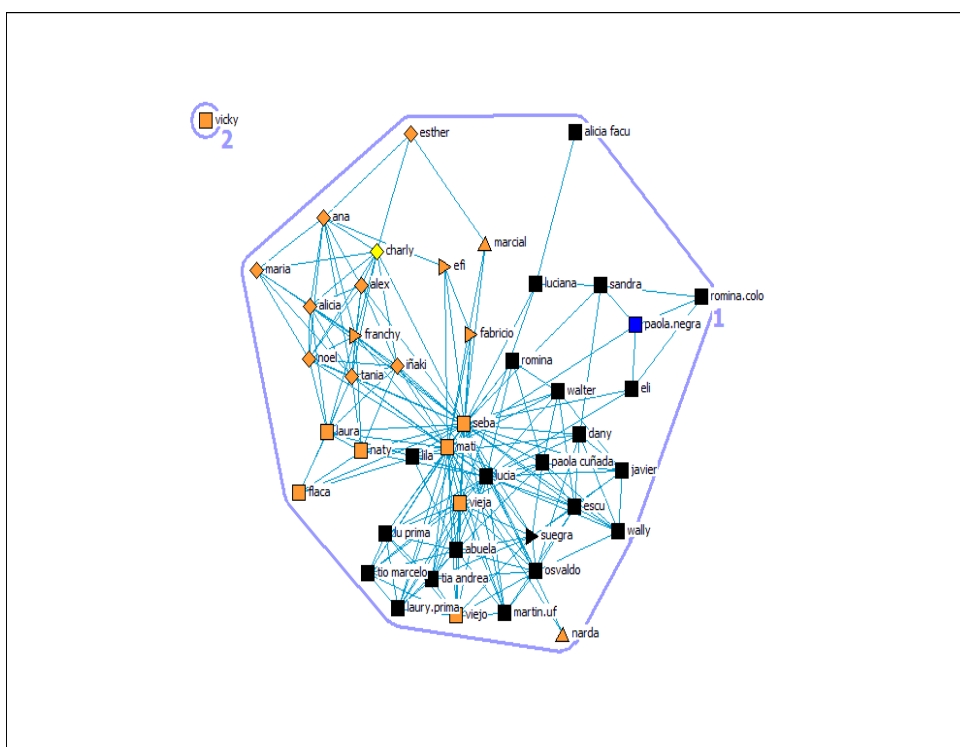 vicky
2
esther
alicia facu
ana
marcial
charly
maria
efi
alex
luciana
sandra
romina.colo
alicia
1
paola.negra
franchy
fabricio
noel
romina
iñaki
tania
walter
eli
seba
laura
dany
mati
naty
lila
paola cuñada
javier
lucia
flaca
vieja
escu
wally
lu prima
suegra
abuela
tio marcelo
tia andrea
osvaldo
laury.prima
viejo
martin.uf
narda